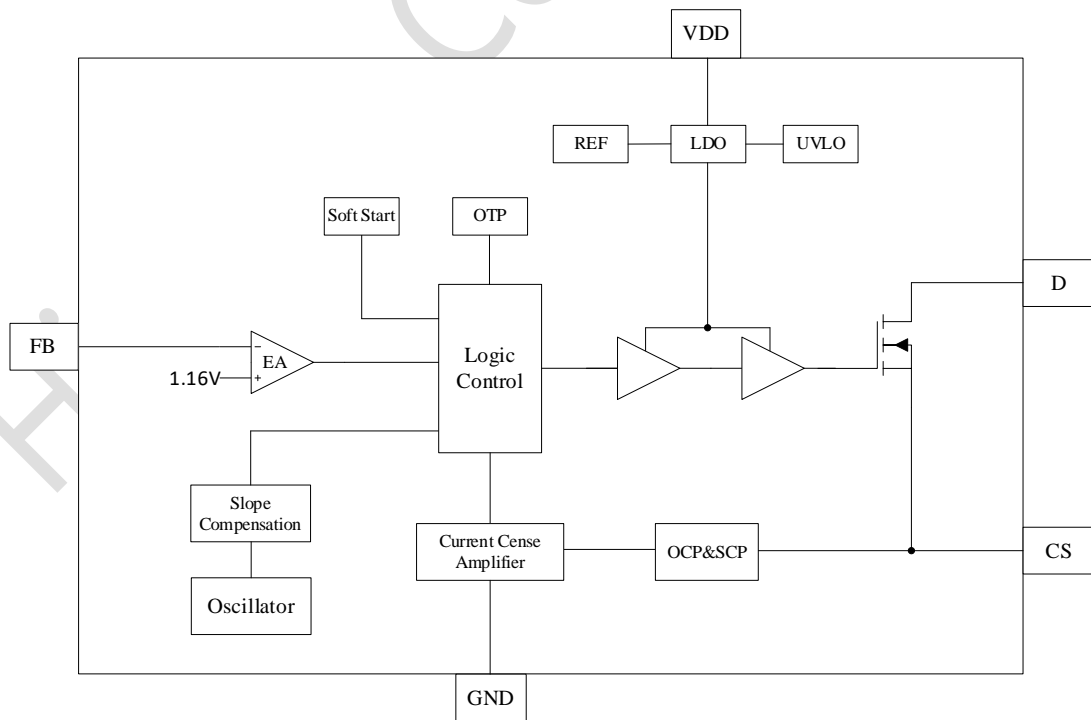 VDD
REF
LDO
UVLO
Soft Start
OTP
D
FB
−
EA
1.16V
+
Logic
Control
Slope
Compensation
Current Cense
Amplifier
OCP&SCP
CS
Oscillator
GND